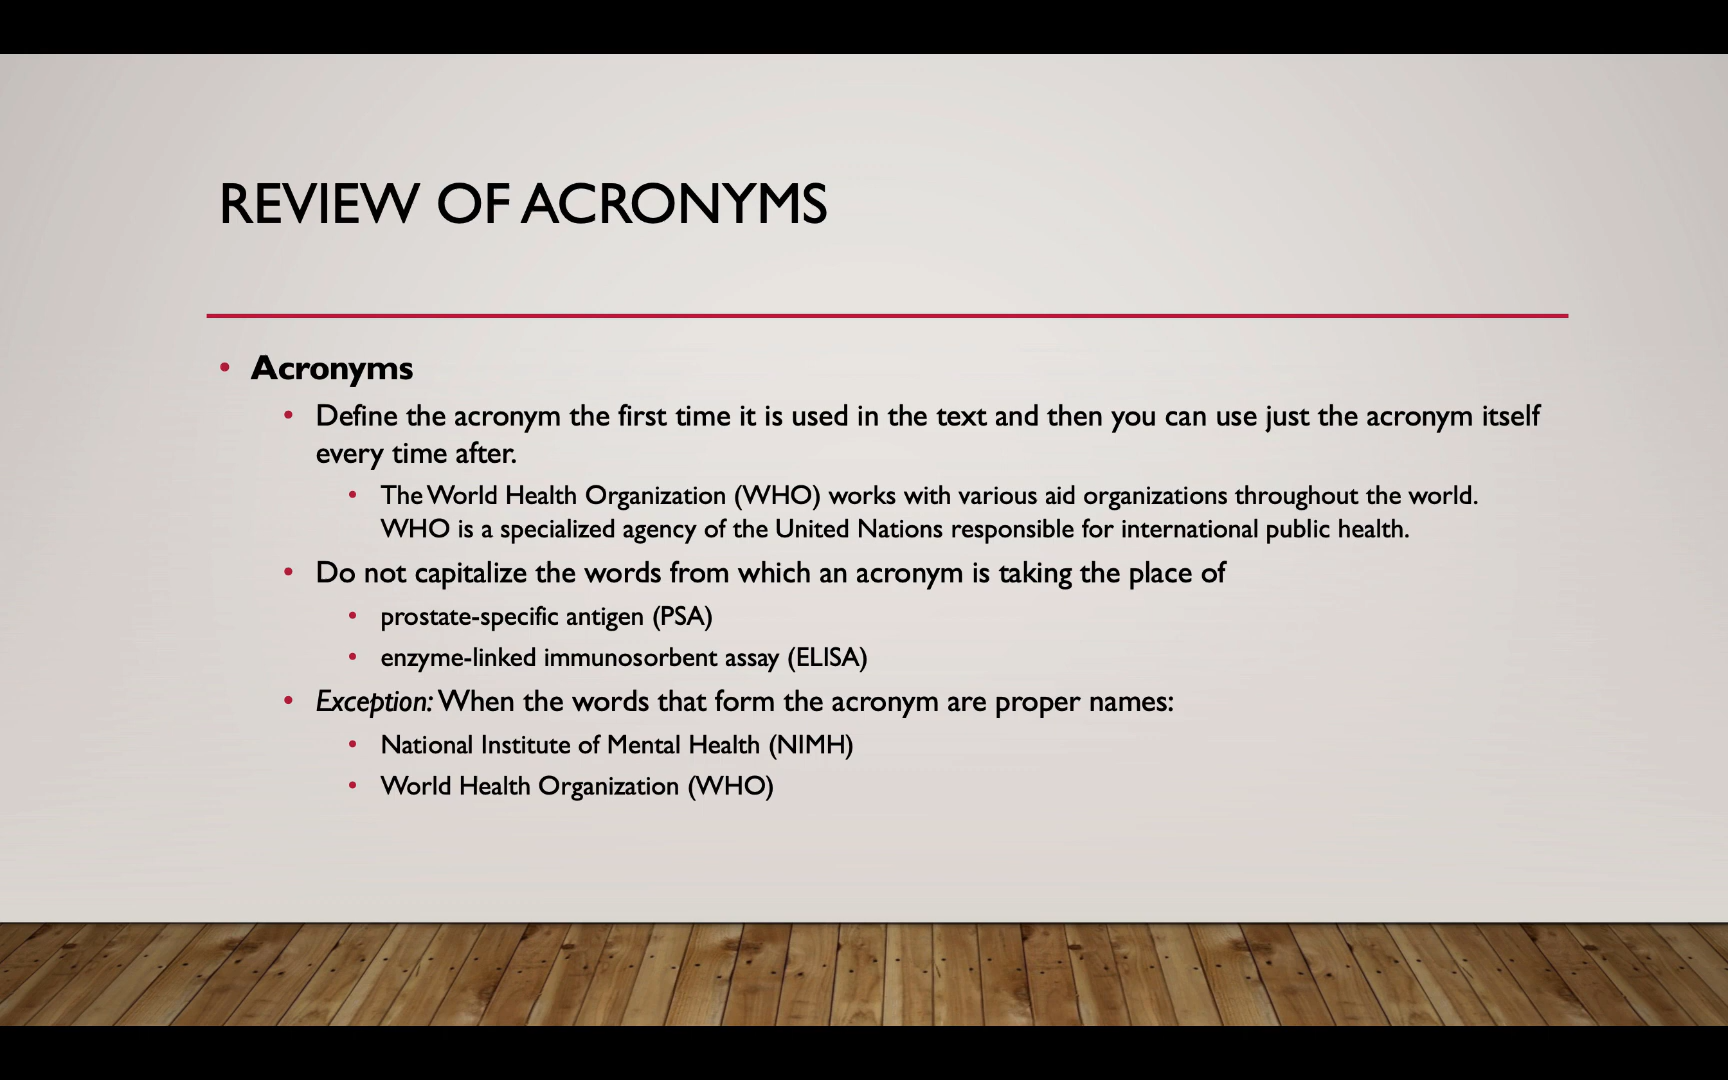 REVIEW OF ACRONYMS
• Acronyms
• Define the acronym the first time it is used in the text and then you can use just the acronym itself
every time after.
• The World Health Organization (WHO) works with various aid organizations throughout the world.
WHO is a specialized agency of the United Nations responsible for international public health.
• Do not capitalize the words from which an acronym is taking the place of
• prostate-specific antigen (PSA)
• enzyme-linked immunosorbent assay (ELISA)
• Exception: When the words that form the acronym are proper names:
• National Institute of Mental Health (NIMH)
• World Health Organization (WHO)